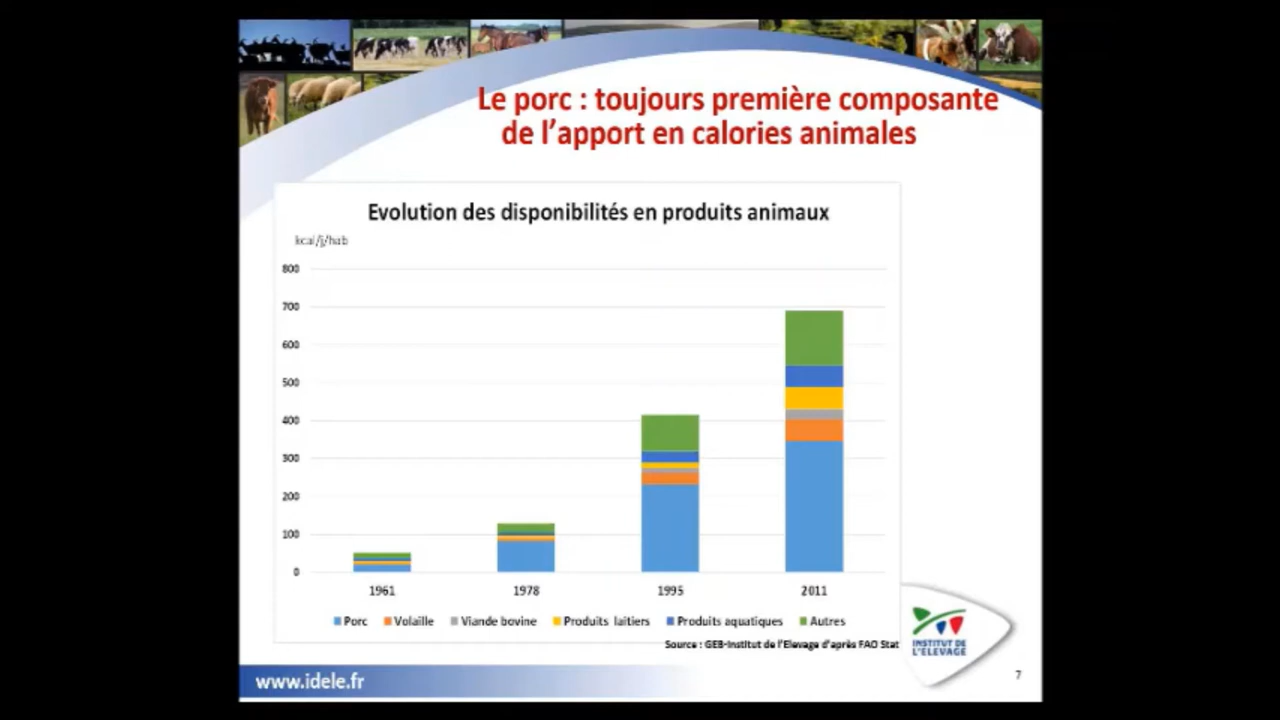 Le porc : toujours première composante
de l'apport en calories animales
Evolution des disponibilités en produits animaux
kcal/j/hab
800
700
600
500
400
300
200
100
0
1961 1978 1995 2011
Porc Volaille Viande bovine Produits laitiers Produits aquatiques Autres
Source : GEB-Institut de l'Elevage d'après FAO Stat
INSTITUT DE
L'ELEVAGE
www.idele.fr
7